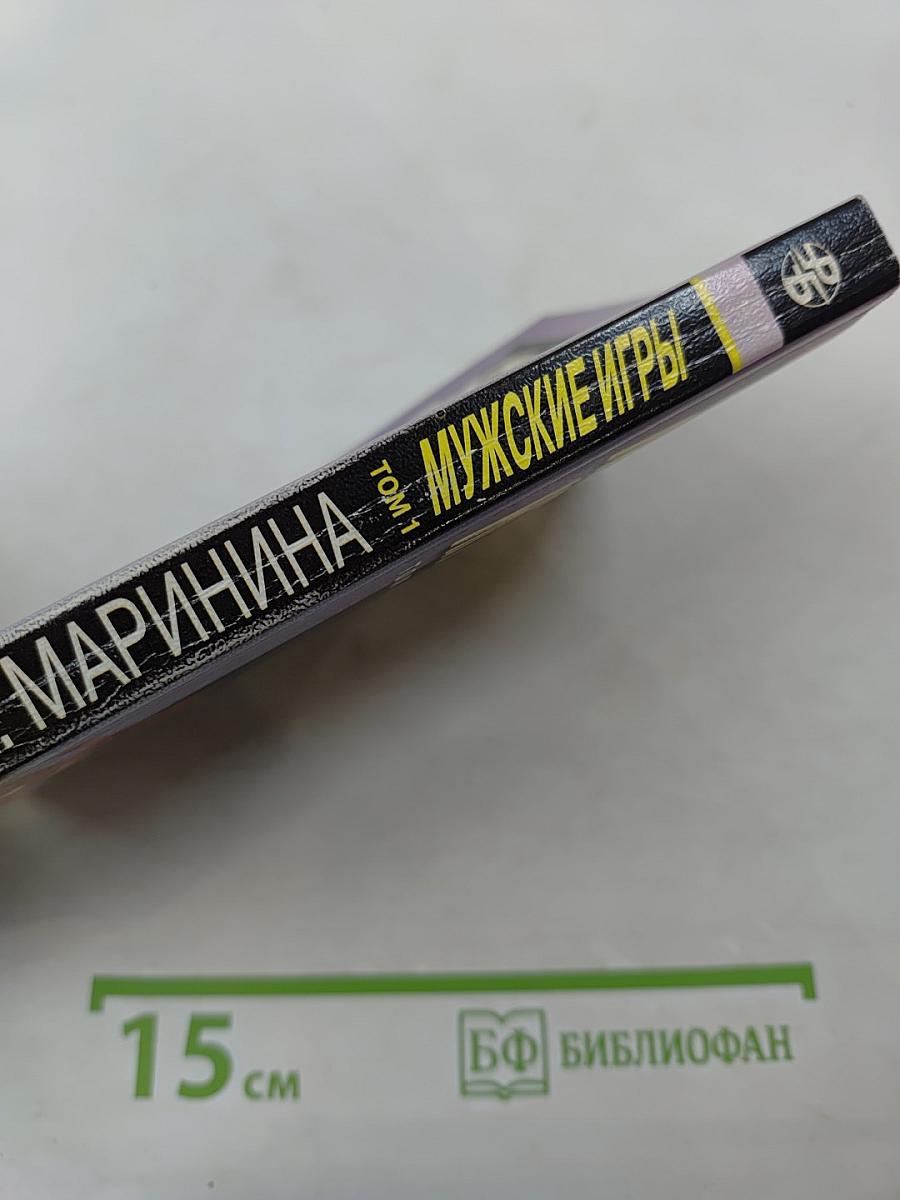 . МАРИНИНА
ТОМ 1
МУЖСКИЕ ИГРЫ
15 см
БФ БИБЛИОФАН